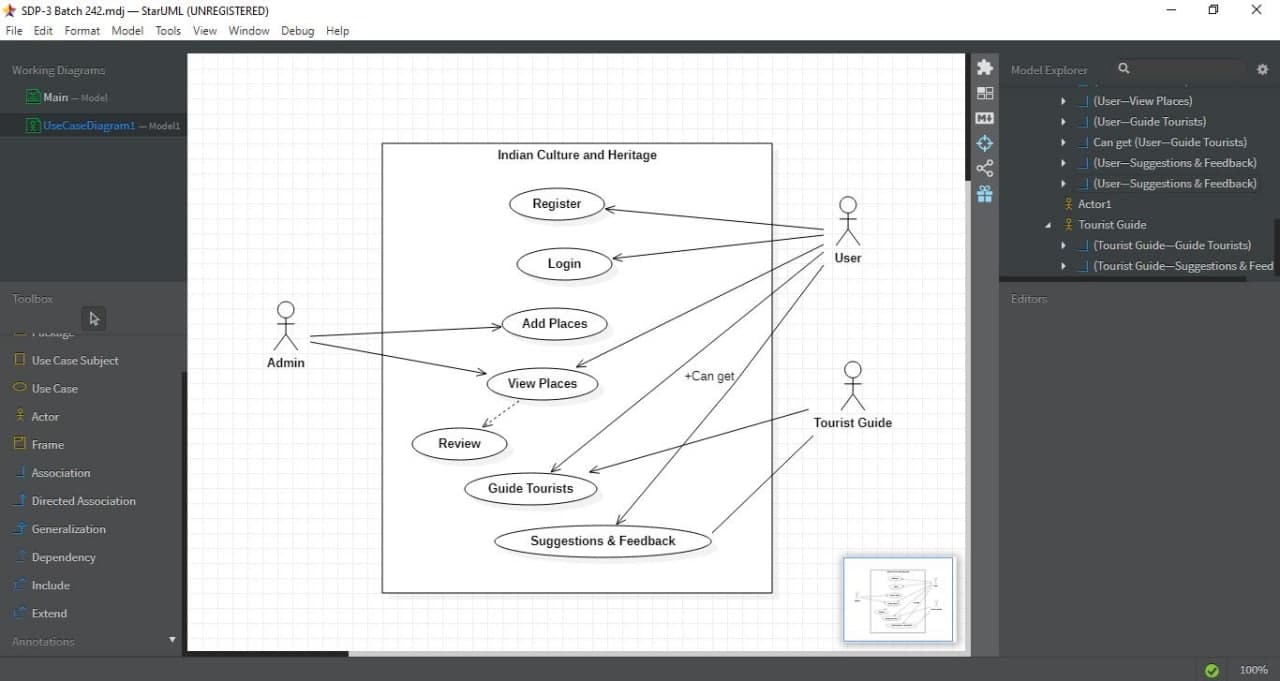 SDP-3 Batch 242.mdj — StarUML (UNREGISTERED)
File Edit Format Model Tools View Window Debug Help
Working Diagrams
Main — Model
UseCaseDiagram1 — Model1
Toolbox
Package
Use Case Subject
Use Case
Actor
Frame
Association
Directed Association
Generalization
Dependency
Include
Extend
Annotations
Indian Culture and Heritage
Register
Login
Add Places
View Places
Review
Guide Tourists
Suggestions & Feedback
Admin
+Can get
User
Tourist Guide
Model Explorer
(User—View Places)
(User—Guide Tourists)
Can get (User—Guide Tourists)
(User—Suggestions & Feedback)
(User—Suggestions & Feedback)
Actor1
Tourist Guide
(Tourist Guide—Guide Tourists)
(Tourist Guide—Suggestions & Feed
Editors
100%